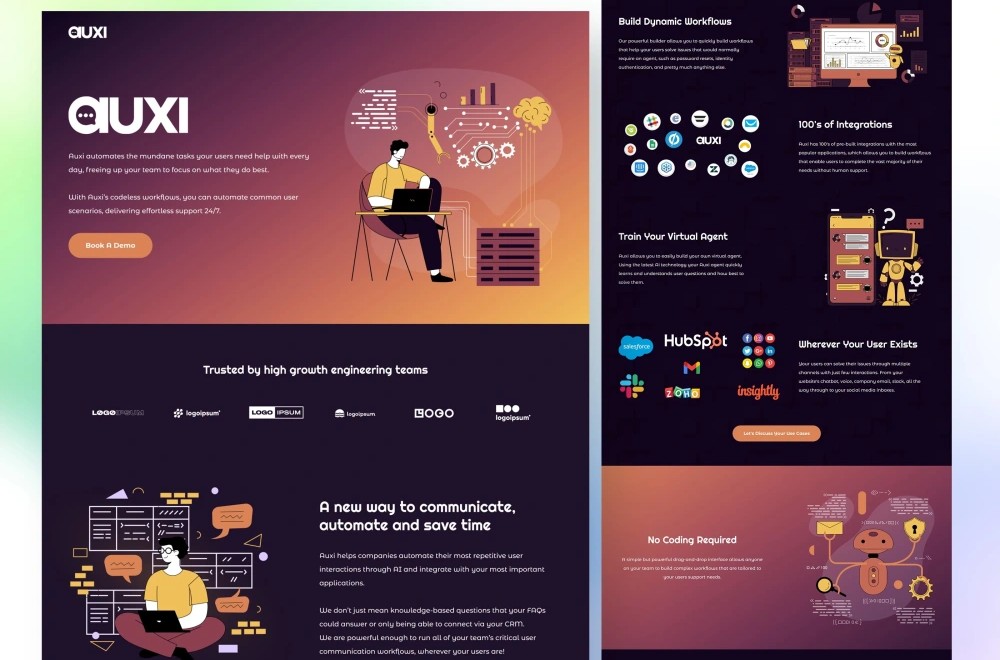 auxi
auxi
Auxi automates the mundane tasks your users need help with every
day, freeing up your team to focus on what they do best.
With Auxi's codeless workflows, you can automate common user
scenarios, delivering effortless support 24/7.
Book A Demo
Trusted by high growth engineering teams
LOGOIPSUM
logoipsum
LOGO IPSUM
logoipsum
LOGO
logoipsum
A new way to communicate,
automate and save time
Auxi helps companies automate their most repetitive user
interactions through AI and integrate with your most important
applications.
We don't just mean knowledge-based questions that your FAQs
could answer or only being able to connect via your CRM.
We are powerful enough to run all of your team's critical user
communication workflows, wherever your users are!
Build Dynamic Workflows
Our powerful builder allows you to quickly build workflows
that help your users solve issues that would normally
require an agent, such as password resets, identity
authentication, and pretty much anything else.
auxi
100's of Integrations
Auxi has 100's of pre-built integrations with the most
popular applications, which allow you to build workflows
that enable users to complete the vast majority of their
needs without human support.
Train Your Virtual Agent
Auxi allows you to easily build your own virtual agent.
Using the latest AI technology your Auxi agent quickly
learns and understands user questions and how best to
solve them.
salesforce
HubSpot
ZOHO
insightly
Wherever Your User Exists
Your users can solve their issues through multiple
channels with just few interactions. From your
website's chatbot, voice, company email, slack, all the
way through to your social media inboxes.
Let's Discuss Your Use Cases
No Coding Required
A simple but powerful drag-and-drop interface allows anyone
on your team to build complex workflows that are tailored to
your users support needs.